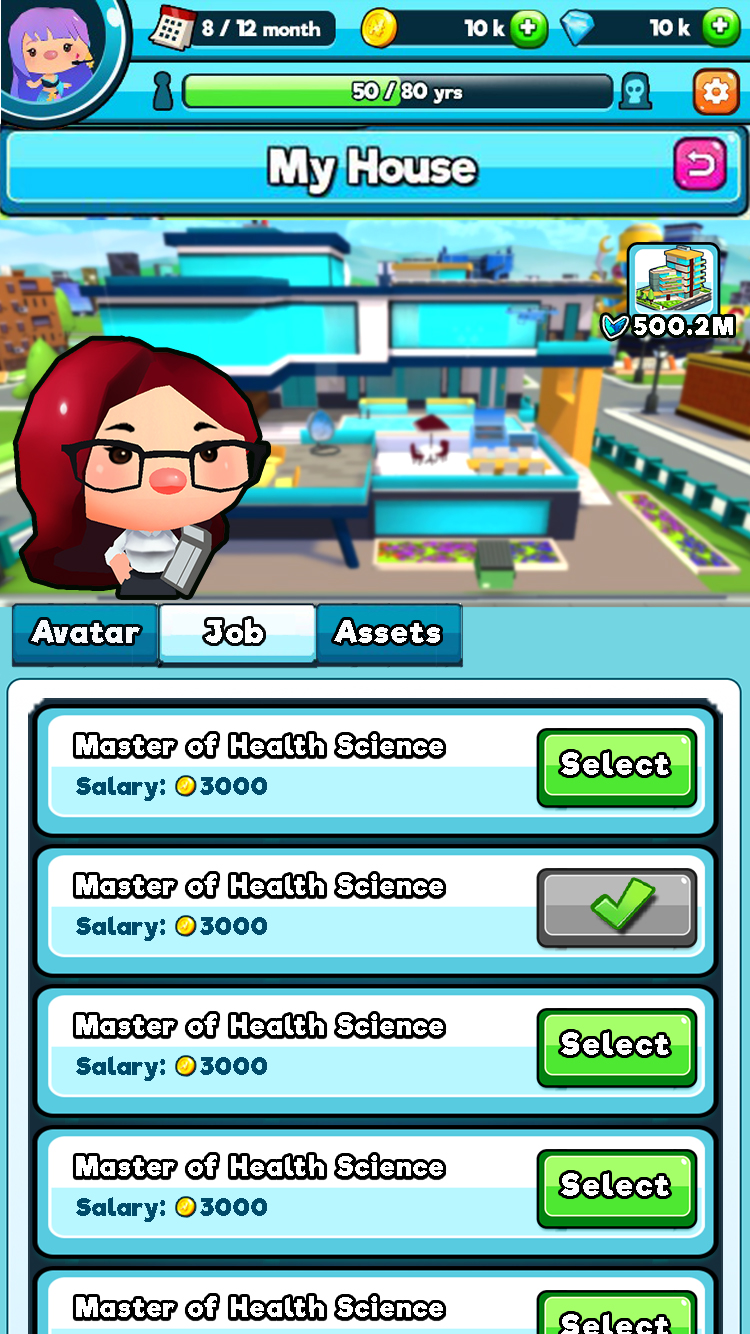 8 / 12 month
10k
10k
50 / 80 yrs
My House
500.2M
Avatar
Job
Assets
Master of Health Science
Salary: 3000
Select
Master of Health Science
Salary: 3000
Master of Health Science
Salary: 3000
Select
Master of Health Science
Salary: 3000
Select
Master of Health Science
Select